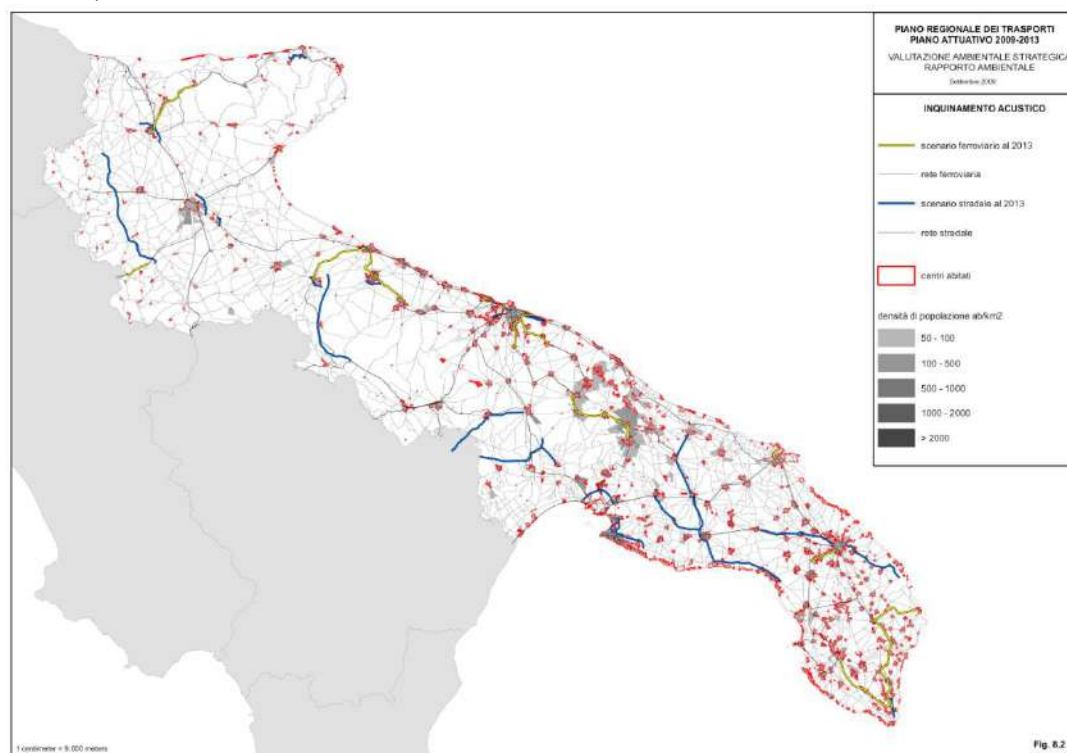 PIANO REGIONALE DEI TRASPORTI
PIANO ATTUATIVO 2009-2013
VALUTAZIONE AMBIENTALE STRATEGICA
RAPPORTO AMBIENTALE
Settembre 2009
INQUINAMENTO ACUSTICO
scenario ferroviario al 2013
rete ferroviaria
scenario stradale al 2013
rete stradale
centri abitati
densità di popolazione ab/km2
50 - 100
100 - 500
500 - 1000
1000 - 2000
> 2000
1 centimeter = 9.000 meters
Fig. 8.2